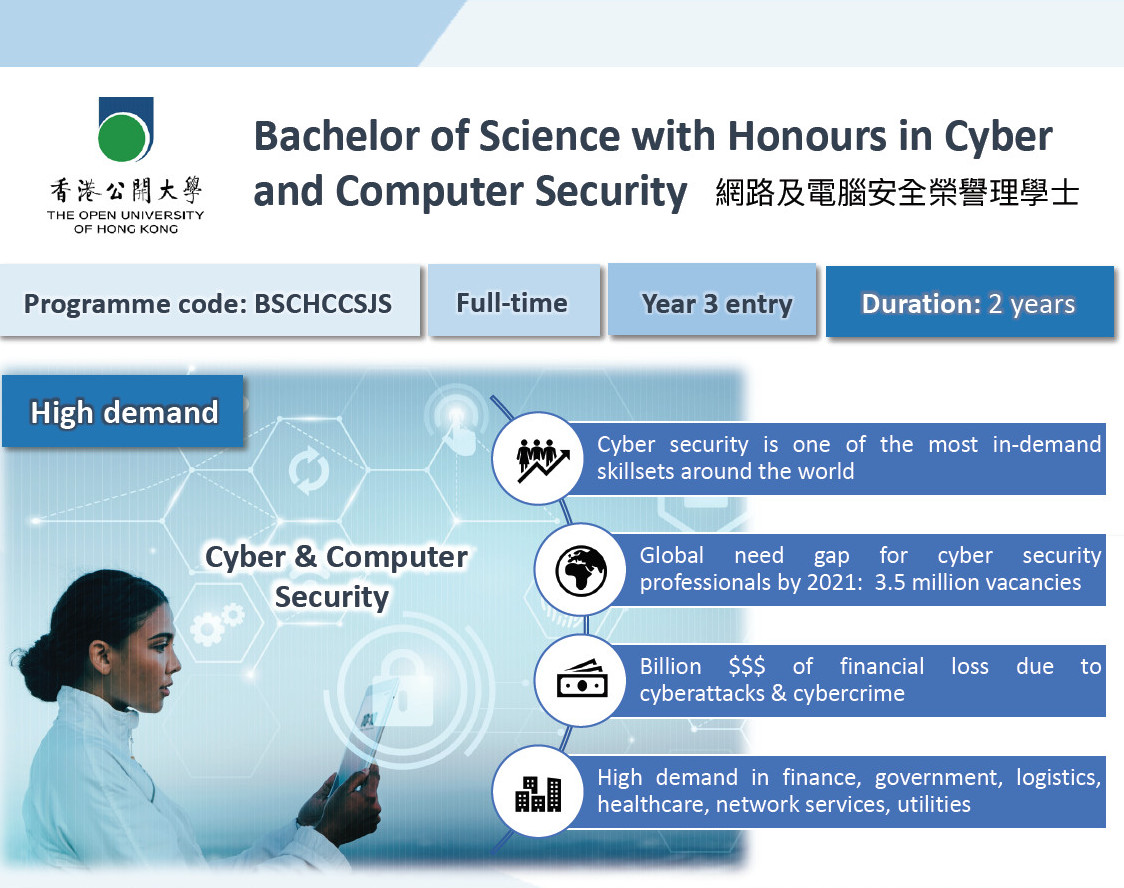 香港公開大學
THE OPEN UNIVERSITY
OF HONG KONG
Bachelor of Science with Honours in Cyber
and Computer Security 網路及電腦安全榮譽理學士
Programme code: BSCHCCSJS
Full-time
Year 3 entry
Duration: 2 years
High demand
Cyber & Computer
Security
Cyber security is one of the most in-demand
skillsets around the world
Global need gap for cyber security
professionals by 2021: 3.5 million vacancies
Billion $$$ of financial loss due to
cyberattacks & cybercrime
High demand in finance, government, logistics,
healthcare, network services, utilities